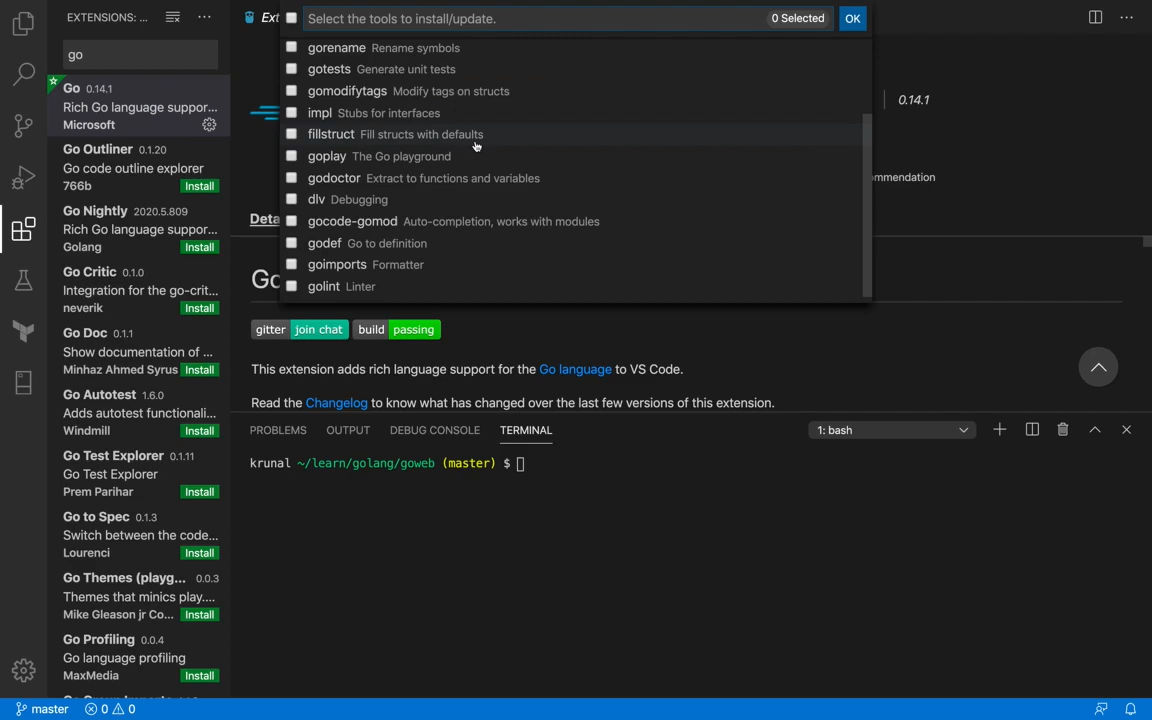 EXTENSIONS: ...
go
Go 0.14.1
Rich Go language suppor...
Microsoft
Go Outliner 0.1.20
Go code outline explorer
766b Install
Go Nightly 2020.5.809
Rich Go language suppor...
Golang Install
Go Critic 0.1.0
Integration for the go-crit...
neverik Install
Go Doc 0.1.1
Show documentation of ...
Minhaz Ahmed Syrus Install
Go Autotest 1.6.0
Adds autotest functionali...
Windmill Install
Go Test Explorer 0.1.11
Go Test Explorer
Prem Parihar Install
Go to Spec 0.1.3
Switch between the code...
Lourenci Install
Go Themes (playg... 0.0.3
Themes that minics play....
Mike Gleason jr Co... Install
Go Profiling 0.0.4
Go language profiling
MaxMedia Install
Ext
Select the tools to install/update. 0 Selected OK
gorename Rename symbols
gotests Generate unit tests
gomodifytags Modify tags on structs
impl Stubs for interfaces
fillstruct Fill structs with defaults
goplay The Go playground
godoctor Extract to functions and variables
dlv Debugging
gocode-gomod Auto-completion, works with modules
godef Go to definition
goimports Formatter
golint Linter
0.14.1
mmendation
Deta
Go
gitter join chat build passing
This extension adds rich language support for the Go language to VS Code.
Read the Changelog to know what has changed over the last few versions of this extension.
PROBLEMS OUTPUT DEBUG CONSOLE TERMINAL 1: bash
krunal ~/learn/golang/goweb (master) $
master 0 0